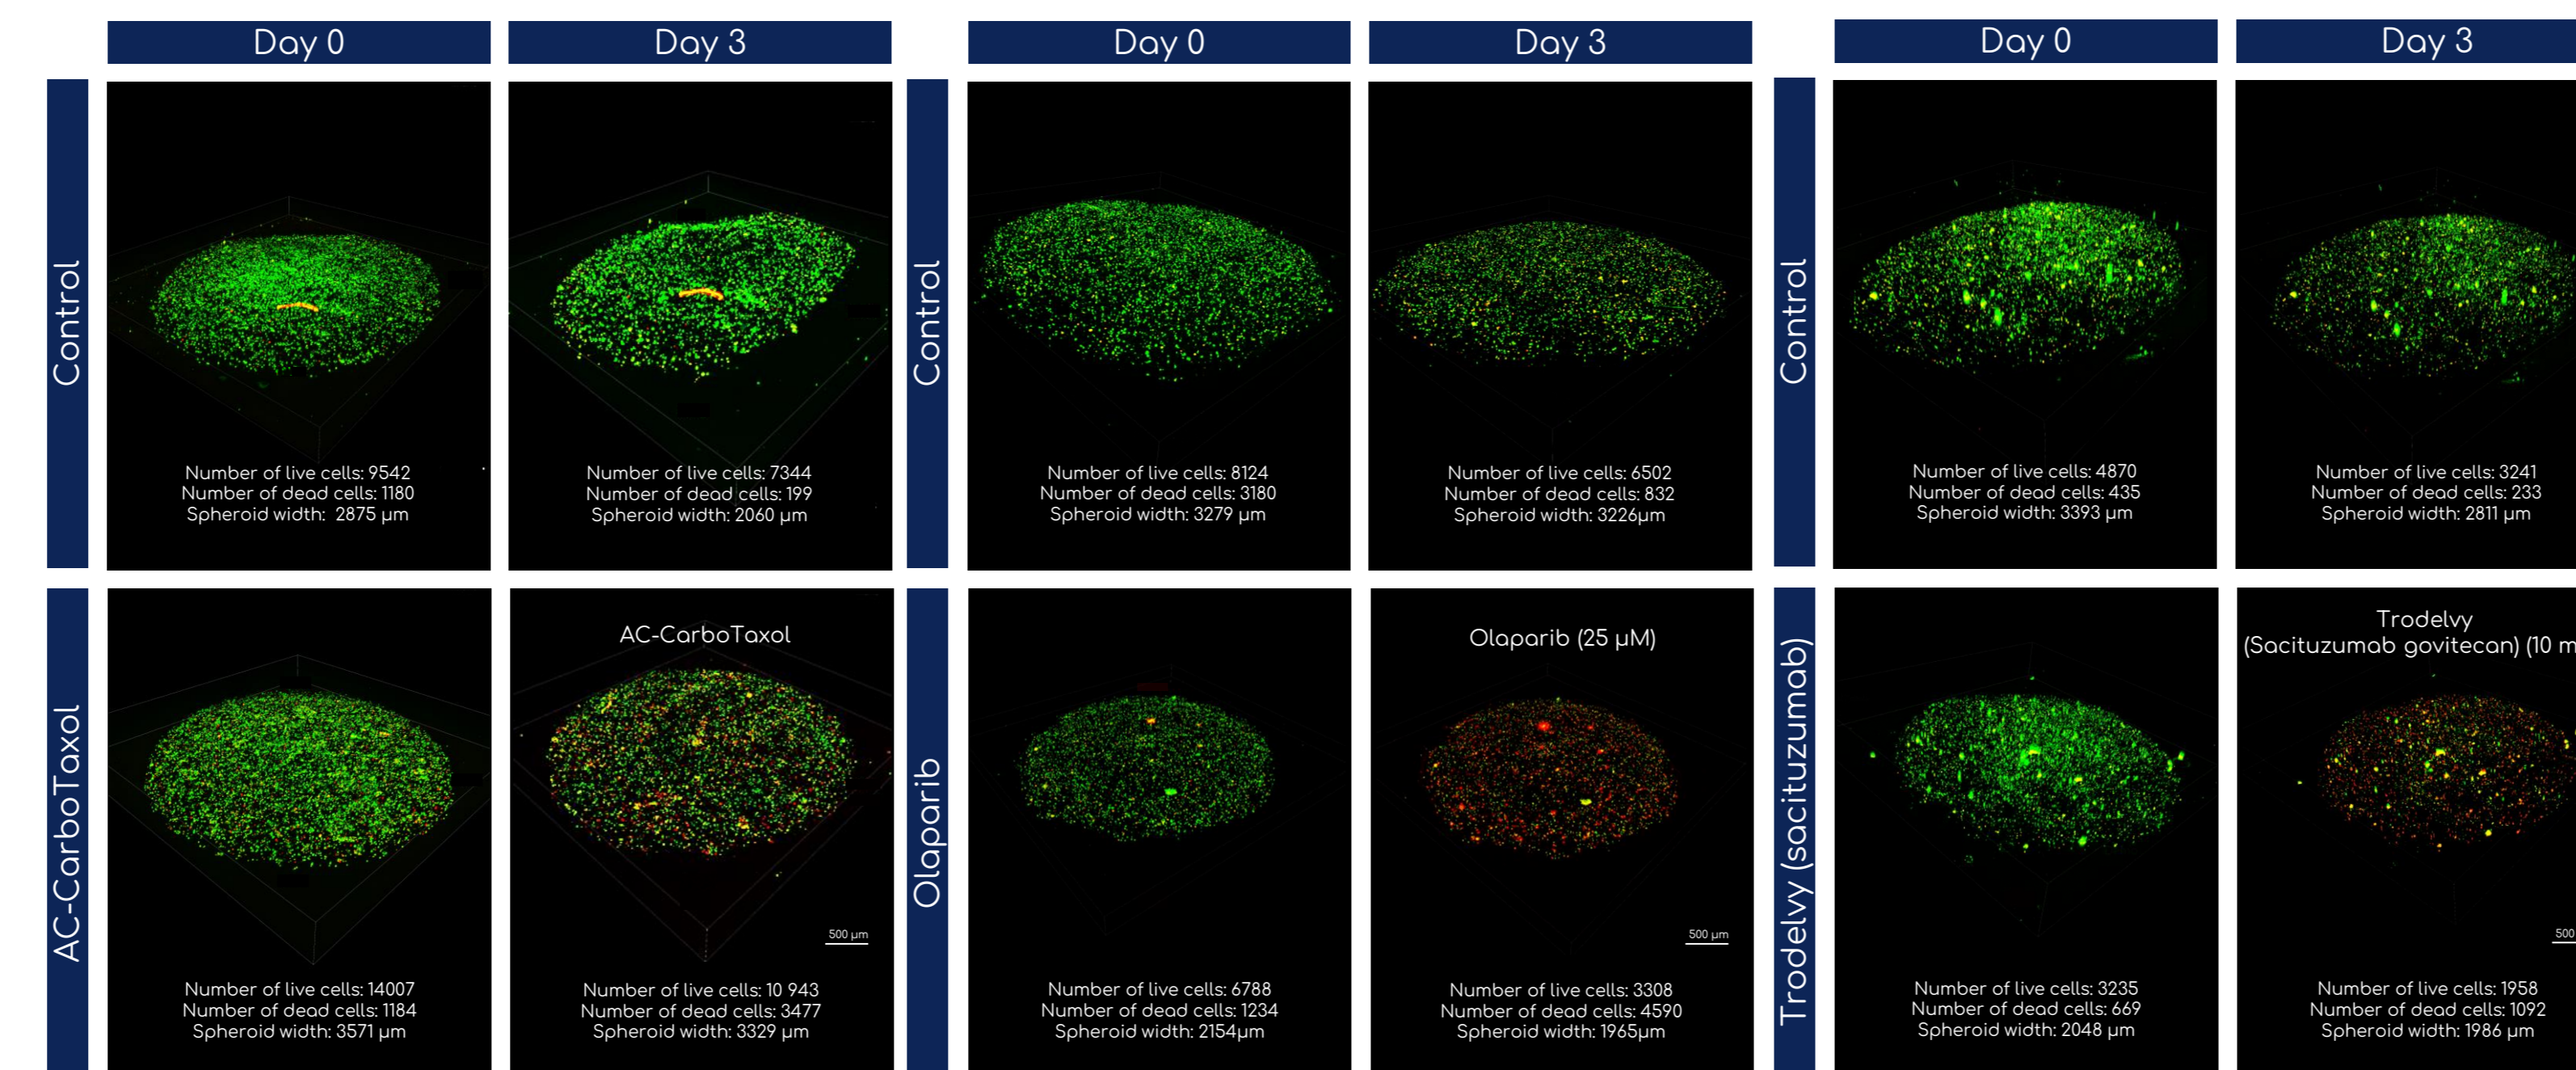 Day 0
Day 3
Day 0
Day 3
Day 0
Day 3
Control
Number of live cells: 9542
Number of dead cells: 1180
Spheroid width: 2875 µm
Number of live cells: 7344
Number of dead cells: 199
Spheroid width: 2060 µm
Control
Number of live cells: 8124
Number of dead cells: 3180
Spheroid width: 3279 µm
Number of live cells: 6502
Number of dead cells: 832
Spheroid width: 3226µm
Control
Number of live cells: 4870
Number of dead cells: 435
Spheroid width: 3393 µm
Number of live cells: 3241
Number of dead cells: 233
Spheroid width: 2811 µm
AC-CarboTaxol
Number of live cells: 14007
Number of dead cells: 1184
Spheroid width: 3571 µm
AC-CarboTaxol
500 µm
Number of live cells: 10 943
Number of dead cells: 3477
Spheroid width: 3329 µm
Olaparib
Number of live cells: 6788
Number of dead cells: 1234
Spheroid width: 2154µm
Olaparib (25 µM)
500 µm
Number of live cells: 3308
Number of dead cells: 4590
Spheroid width: 1965µm
Trodelvy (sacituzumab)
Number of live cells: 3235
Number of dead cells: 669
Spheroid width: 2048 µm
Trodelvy
(Sacituzumab govitecan) (10 m
500
Number of live cells: 1958
Number of dead cells: 1092
Spheroid width: 1986 µm